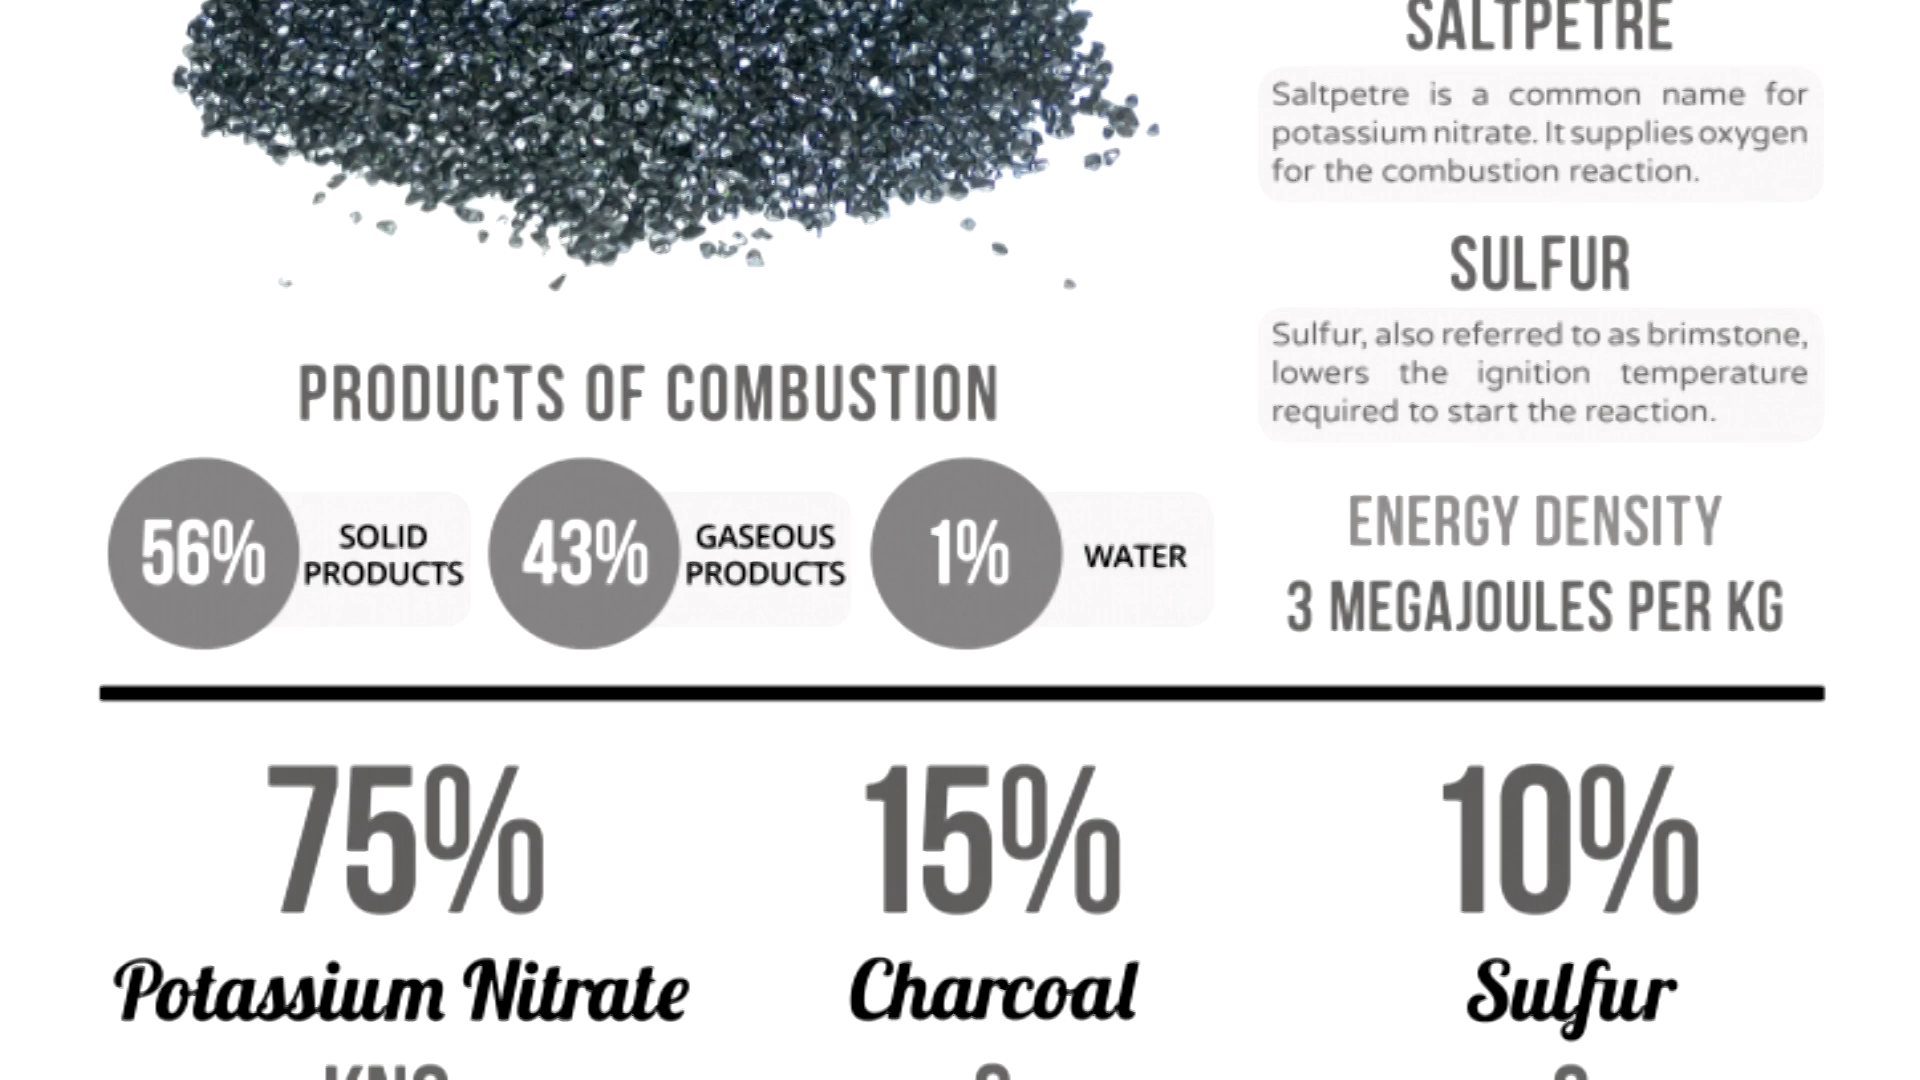 SALTPETRE
Saltpetre is a common name for
potassium nitrate. It supplies oxygen
for the combustion reaction.
SULFUR
Sulfur, also referred to as brimstone,
lowers the ignition temperature
required to start the reaction.
PRODUCTS OF COMBUSTION
56% SOLID PRODUCTS
43% GASEOUS PRODUCTS
1% WATER
ENERGY DENSITY
3 MEGAJOULES PER KG
75% 15% 10%
Potassium Nitrate Charcoal Sulfur